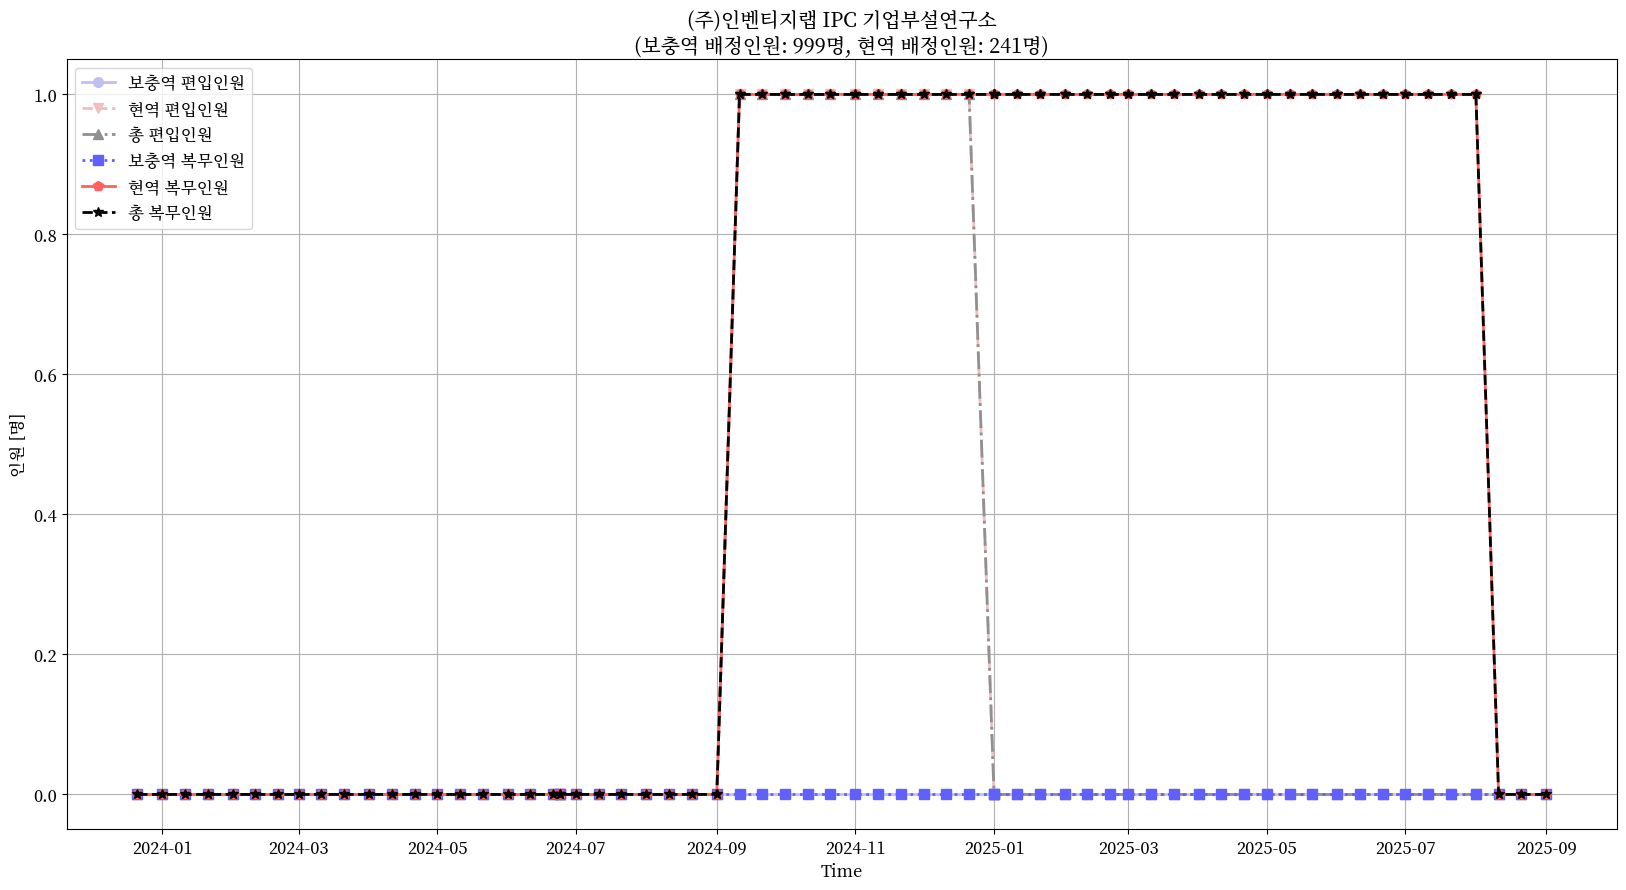 (주)인벤티지랩 IPC 기업부설연구소
(보충역 배정인원: 999명, 현역 배정인원: 241명)
보충역 편입인원
현역 편입인원
총 편입인원
보충역 복무인원
현역 복무인원
총 복무인원
1.0
0.8
0.6
0.4
0.2
0.0
인원 [명]
2024-01 2024-03 2024-05 2024-07 2024-09 2024-11 2025-01 2025-03 2025-05 2025-07 2025-09
Time